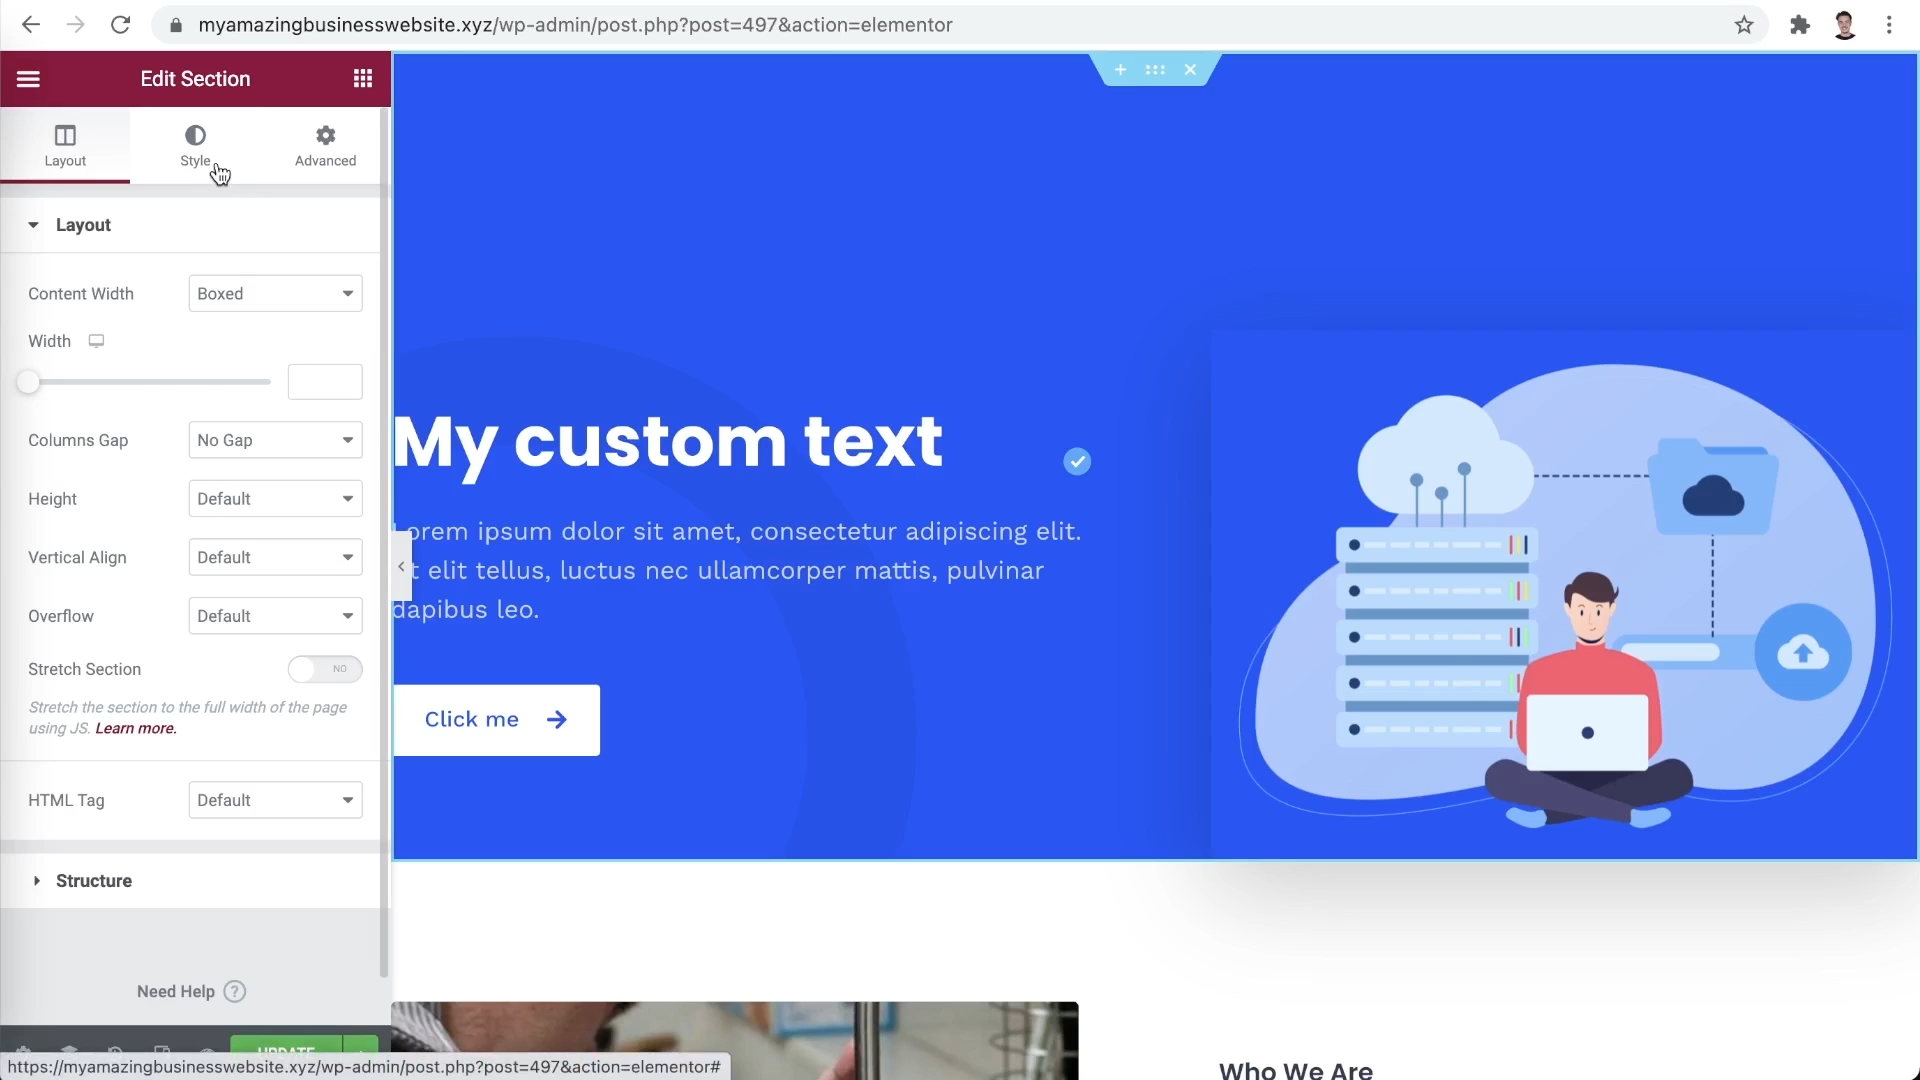 myamazingbusinesswebsite.xyz/wp-admin/post.php?post=497&action=elementor
Edit Section
Layout
Style
Advanced
Layout
Content Width
Boxed
Width
Columns Gap
No Gap
Height
Default
Vertical Align
Default
Overflow
Default
Stretch Section
NO
Stretch the section to the full width of the page
using JS. Learn more.
HTML Tag
Default
Structure
Need Help
?
UPDATE
https://myamazingbusinesswebsite.xyz/wp-admin/post.php?post=497&action=elementor#
My custom text
orem ipsum dolor sit amet, consectetur adipiscing elit.
t elit tellus, luctus nec ullamcorper mattis, pulvinar
dapibus leo.
Click me
Who We Are